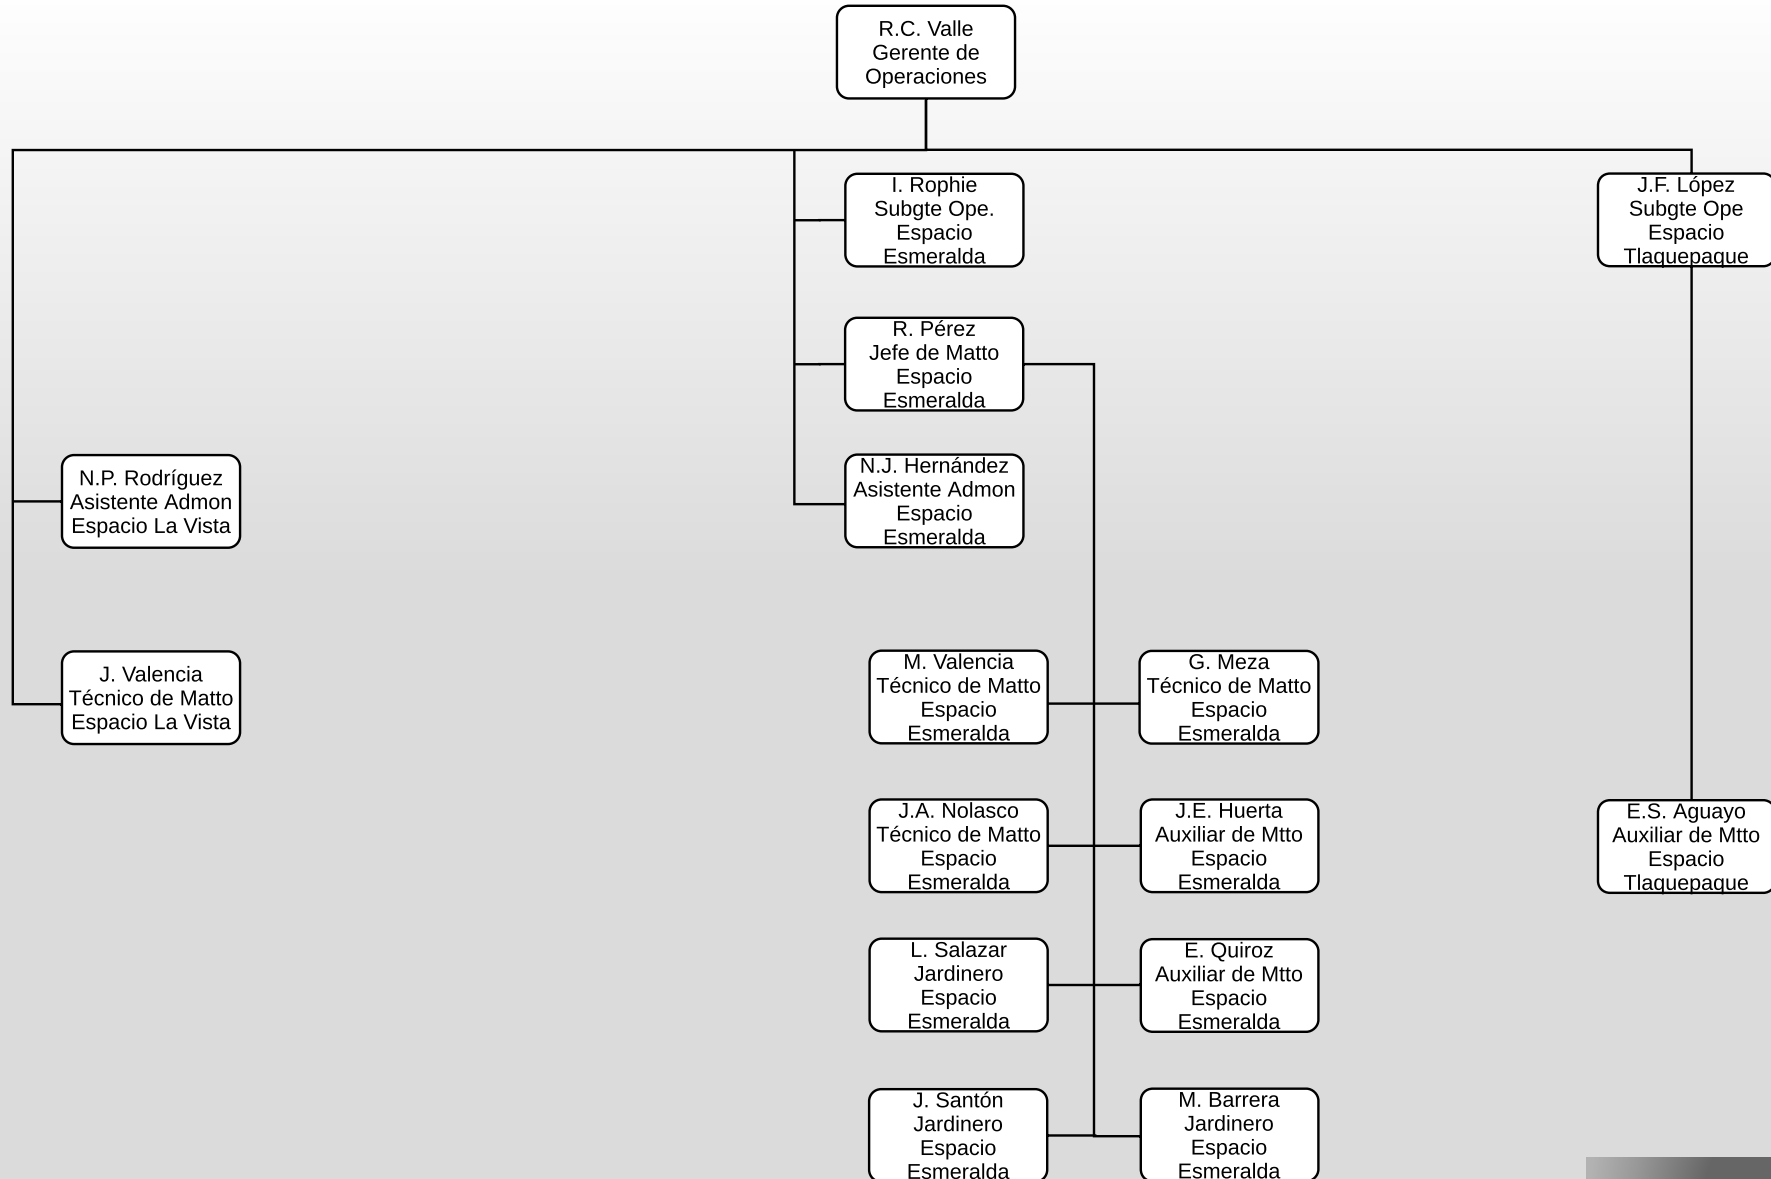 R.C. Valle
Gerente de
Operaciones
I. Rophie
Subgte Ope.
Espacio
Esmeralda
J.F. López
Subgte Ope
Espacio
Tlaquepaque
R. Pérez
Jefe de Matto
Espacio
Esmeralda
N.P. Rodríguez
Asistente Admon
Espacio La Vista
N.J. Hernández
Asistente Admon
Espacio
Esmeralda
J. Valencia
Técnico de Matto
Espacio La Vista
M. Valencia
Técnico de Matto
Espacio
Esmeralda
G. Meza
Técnico de Matto
Espacio
Esmeralda
J.A. Nolasco
Técnico de Matto
Espacio
Esmeralda
J.E. Huerta
Auxiliar de Mtto
Espacio
Esmeralda
E.S. Aguayo
Auxiliar de Mtto
Espacio
Tlaquepaque
L. Salazar
Jardinero
Espacio
Esmeralda
E. Quiroz
Auxiliar de Mtto
Espacio
Esmeralda
J. Santón
Jardinero
Espacio
Esmeralda
M. Barrera
Jardinero
Espacio
Esmeralda